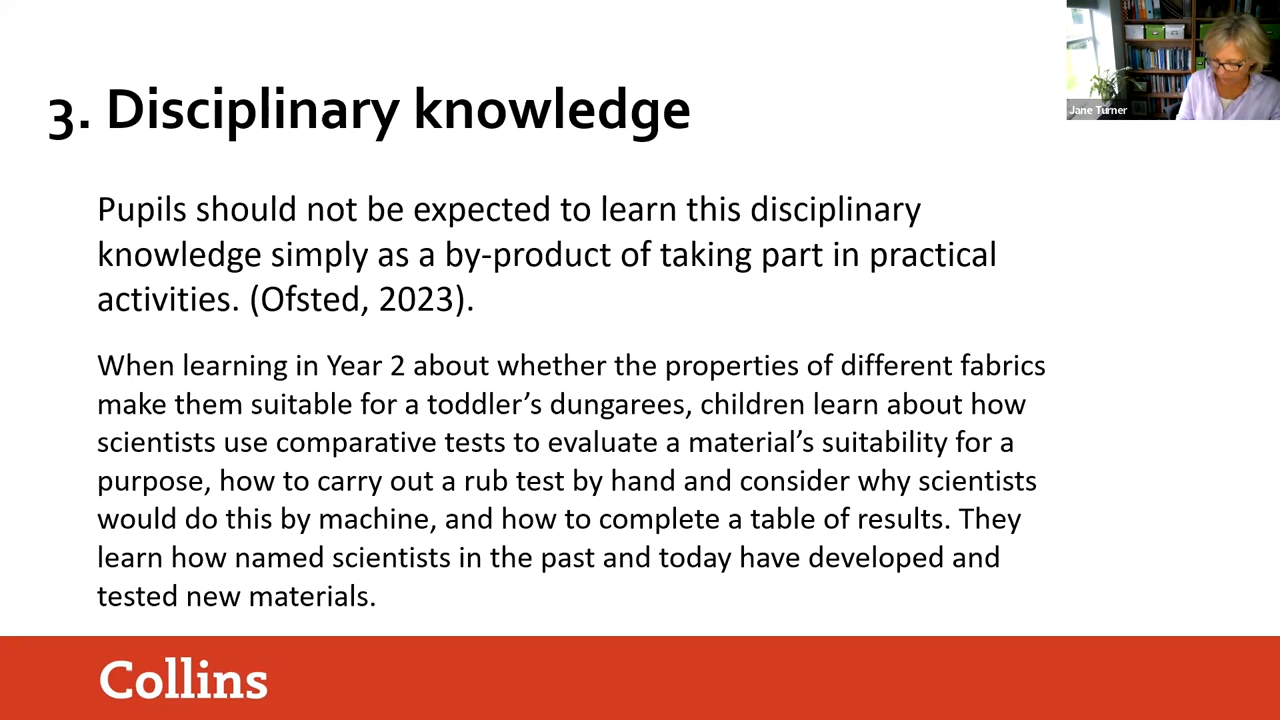 3. Disciplinary knowledge
Jane Turner
Pupils should not be expected to learn this disciplinary
knowledge simply as a by-product of taking part in practical
activities. (Ofsted, 2023).
When learning in Year 2 about whether the properties of different fabrics
make them suitable for a toddler’s dungarees, children learn about how
scientists use comparative tests to evaluate a material’s suitability for a
purpose, how to carry out a rub test by hand and consider why scientists
would do this by machine, and how to complete a table of results. They
learn how named scientists in the past and today have developed and
tested new materials.
Collins